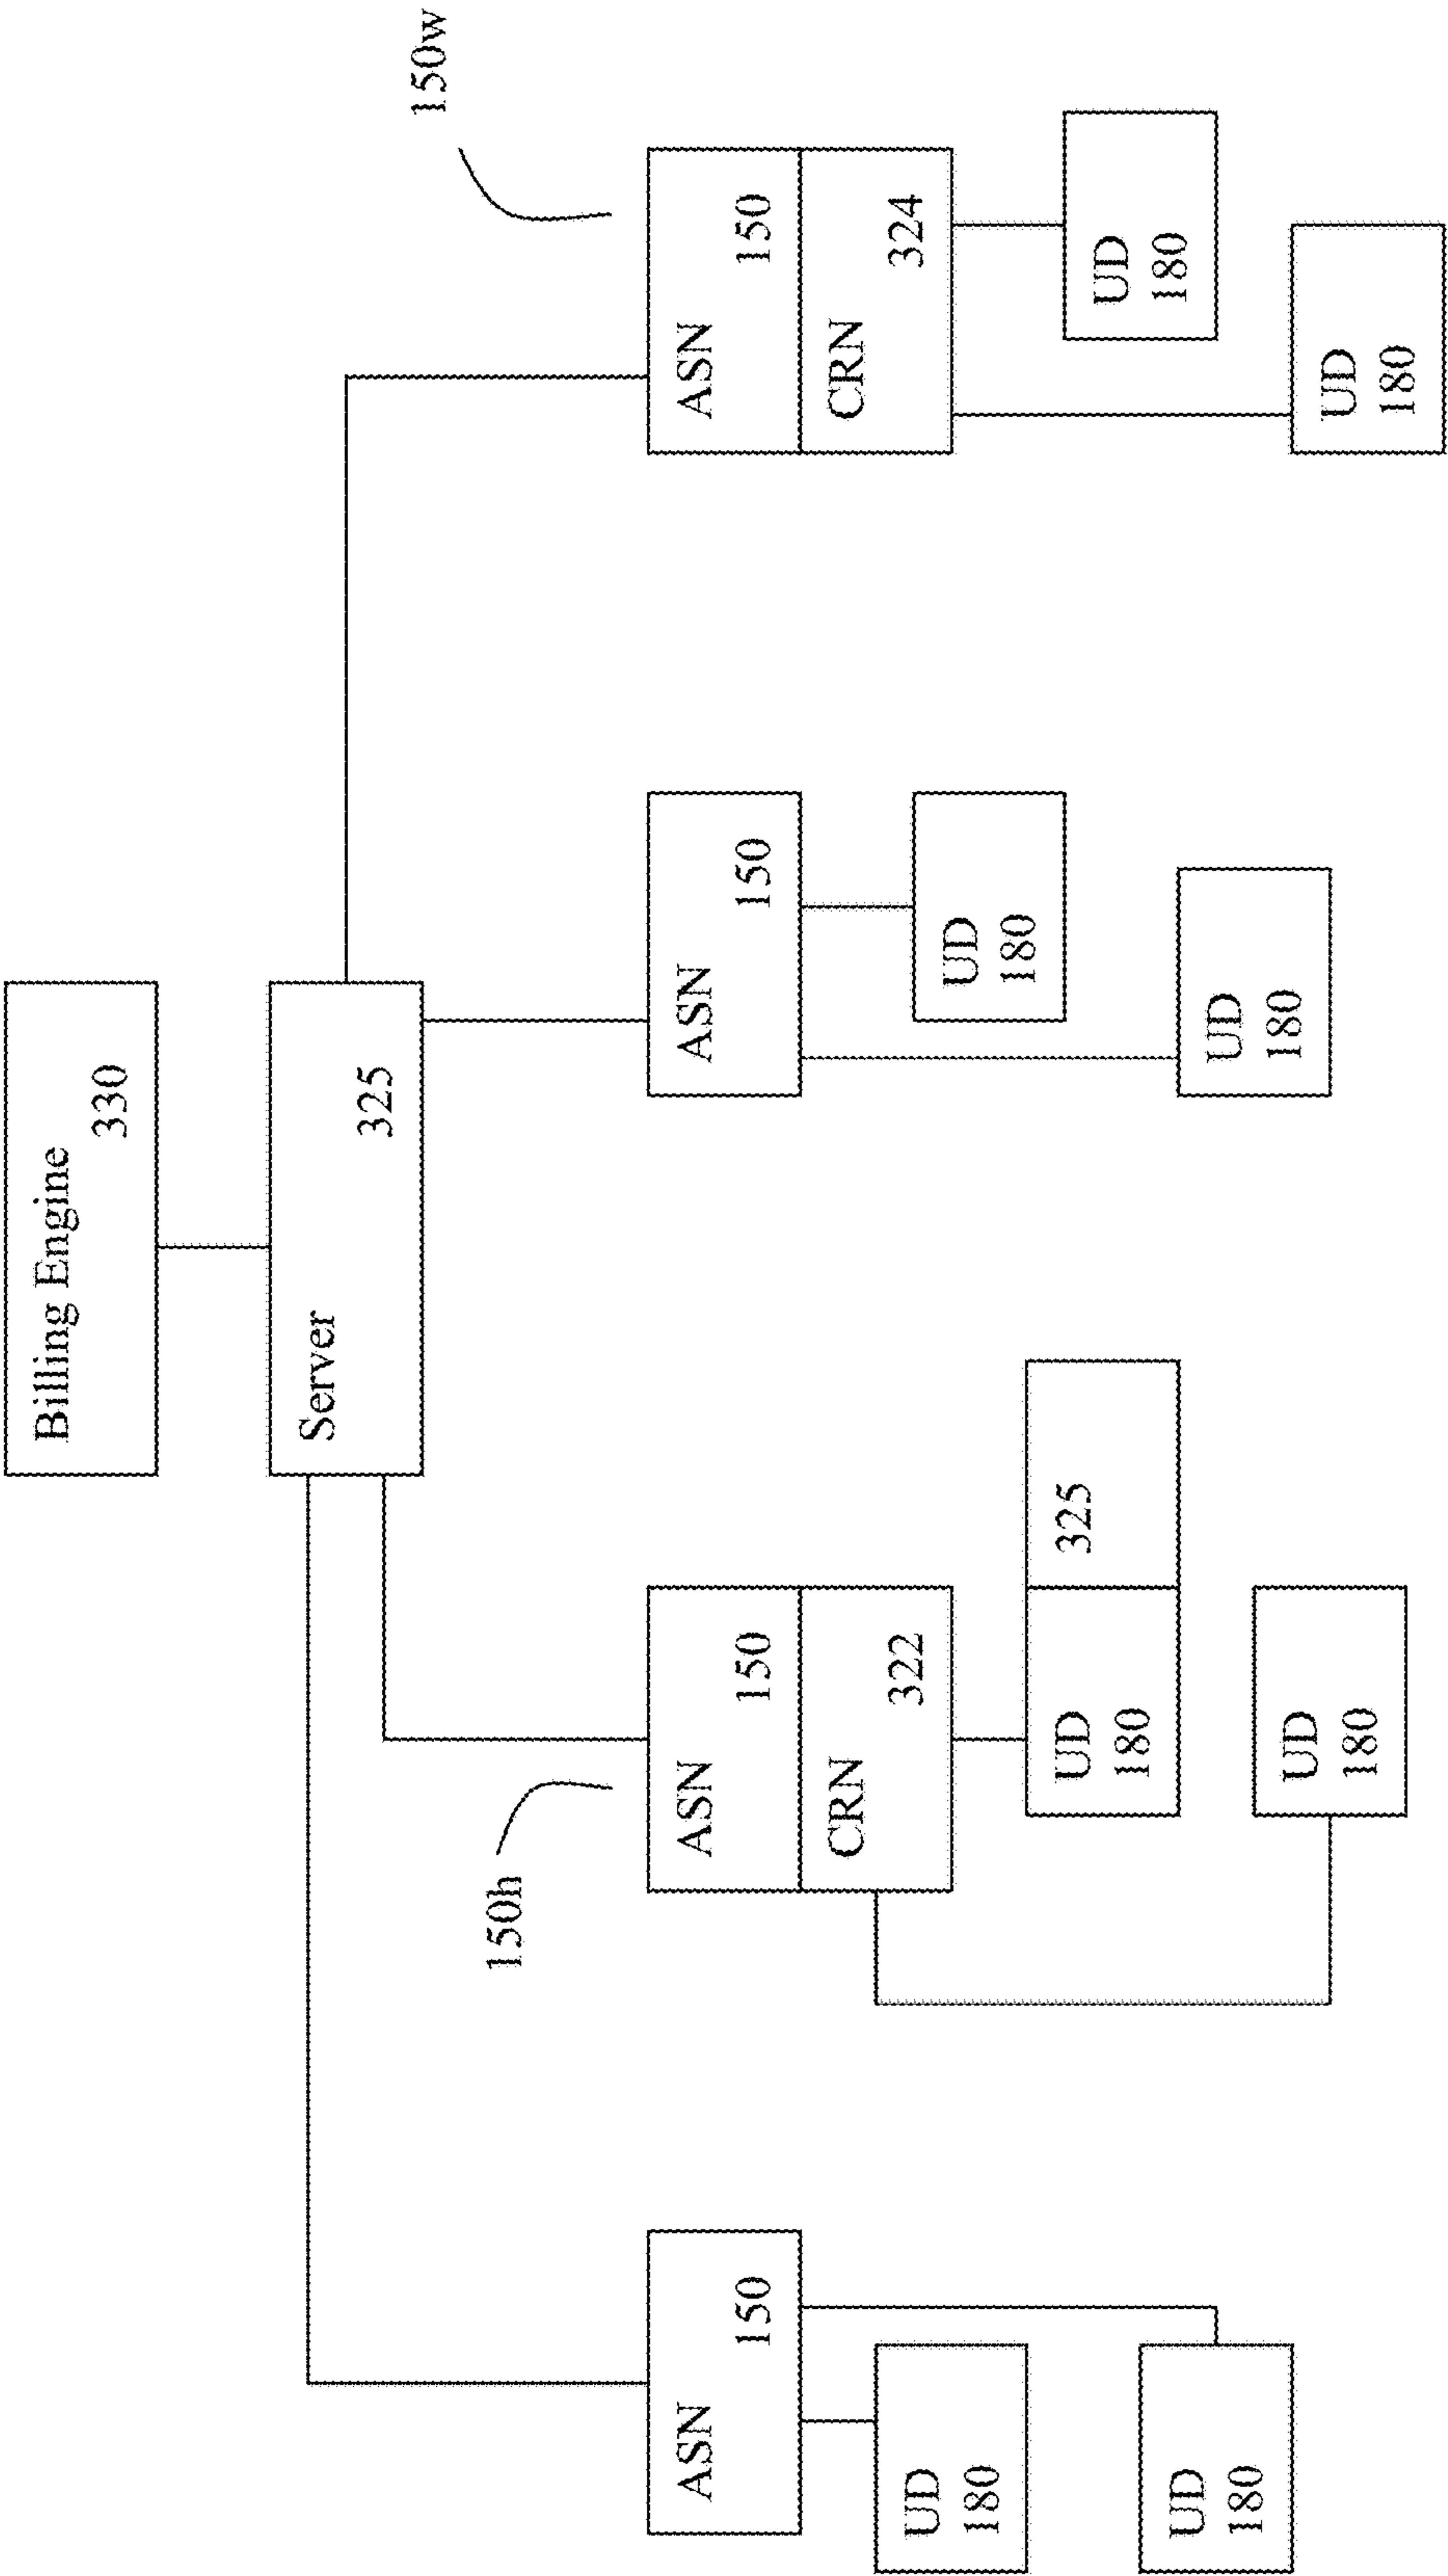 Billing Engine
330
Server
325
150h
150w
ASN
150
ASN
150
CRN
322
ASN
150
ASN
150
CRN
324
UD
180
UD
180
UD
180
325
UD
180
UD
180
UD
180
UD
180
UD
180